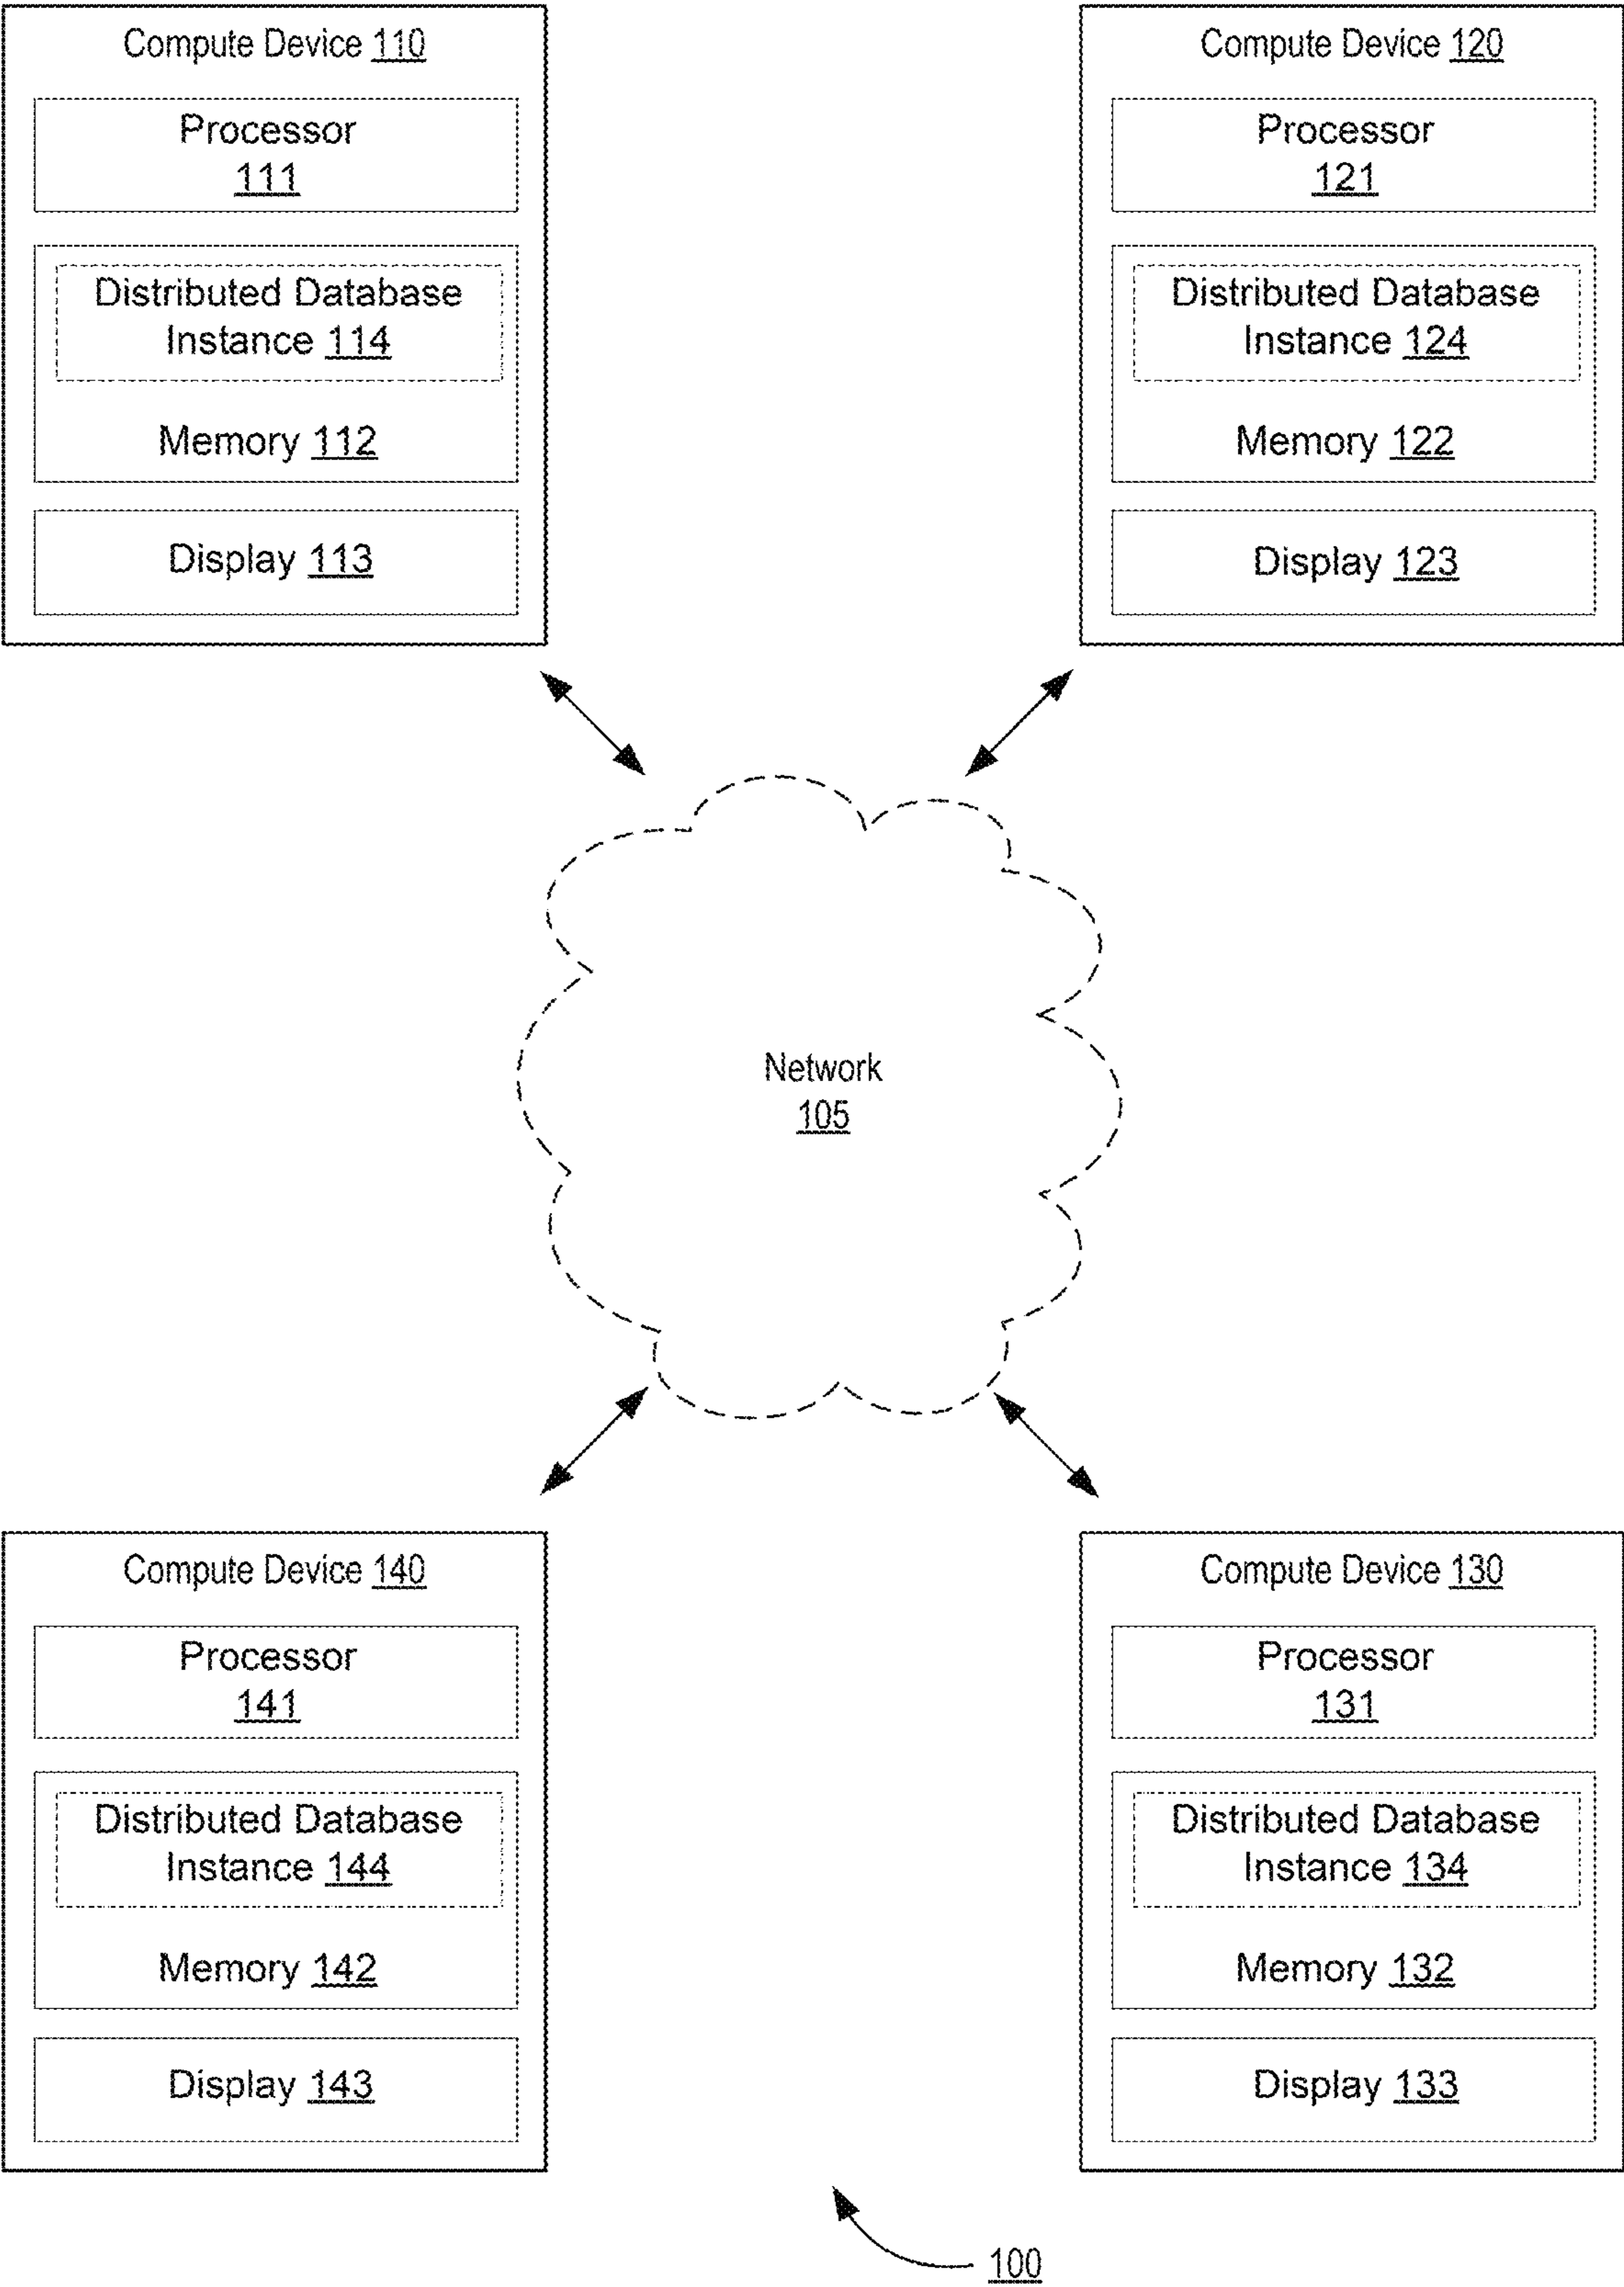 Compute Device 110
Processor
111
Distributed Database
Instance 114
Memory 112
Display 113
Compute Device 120
Processor
121
Distributed Database
Instance 124
Memory 122
Display 123
Network
105
Compute Device 140
Processor
141
Distributed Database
Instance 144
Memory 142
Display 143
Compute Device 130
Processor
131
Distributed Database
Instance 134
Memory 132
Display 133
100